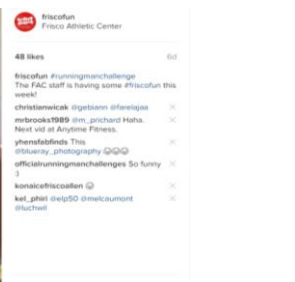 friscofun
Frisco Athletic Center
48 likes 6d
friscofun #runningmanchallenge
The FAC staff is having some #friscofun this
week!
christianwicak @gebiann @farelajaa
mrbrooks1989 @m_prichard Haha.
Next vid at Anytime Fitness.
yhensfabfinds This
@blueray_photography 😂😂😂
officialrunningmanchallenges So funny
:)
konaicefriscoallen 😂
kel_phiri @elp50 @melcaumont
@luchwil